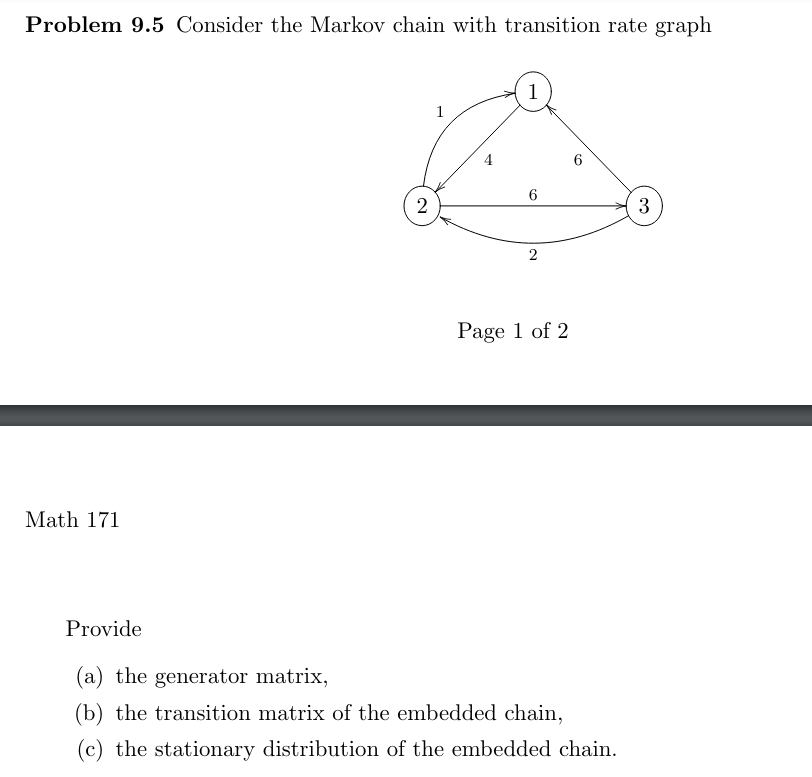 Problem 9.5 Consider the Markov chain with transition rate graph
1
1
4
6
2
6
3
2
Page 1 of 2
Math 171
Provide
(a) the generator matrix,
(b) the transition matrix of the embedded chain,
(c) the stationary distribution of the embedded chain.